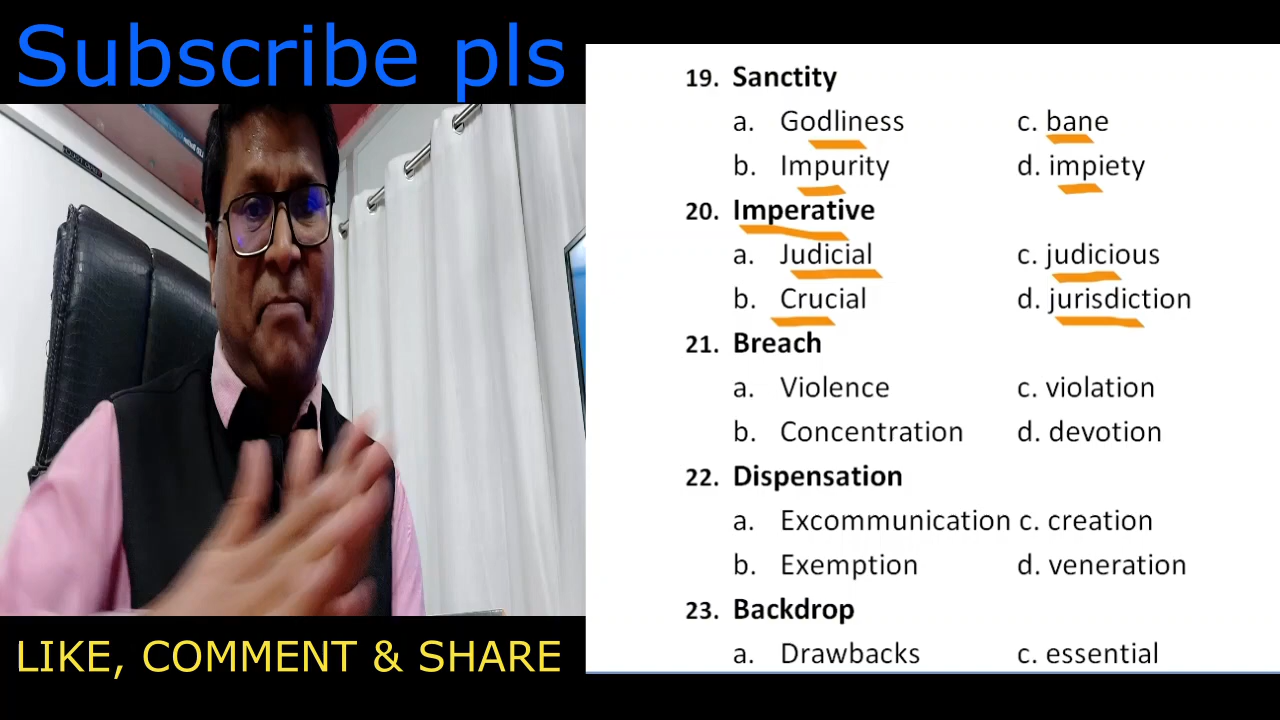 Subscribe pls
19. Sanctity
a. Godliness c. bane
b. Impurity d. impiety
20. Imperative
a. Judicial c. judicious
b. Crucial d. jurisdiction
21. Breach
a. Violence c. violation
b. Concentration d. devotion
22. Dispensation
a. Excommunication c. creation
b. Exemption d. veneration
23. Backdrop
a. Drawbacks c. essential
LIKE, COMMENT & SHARE